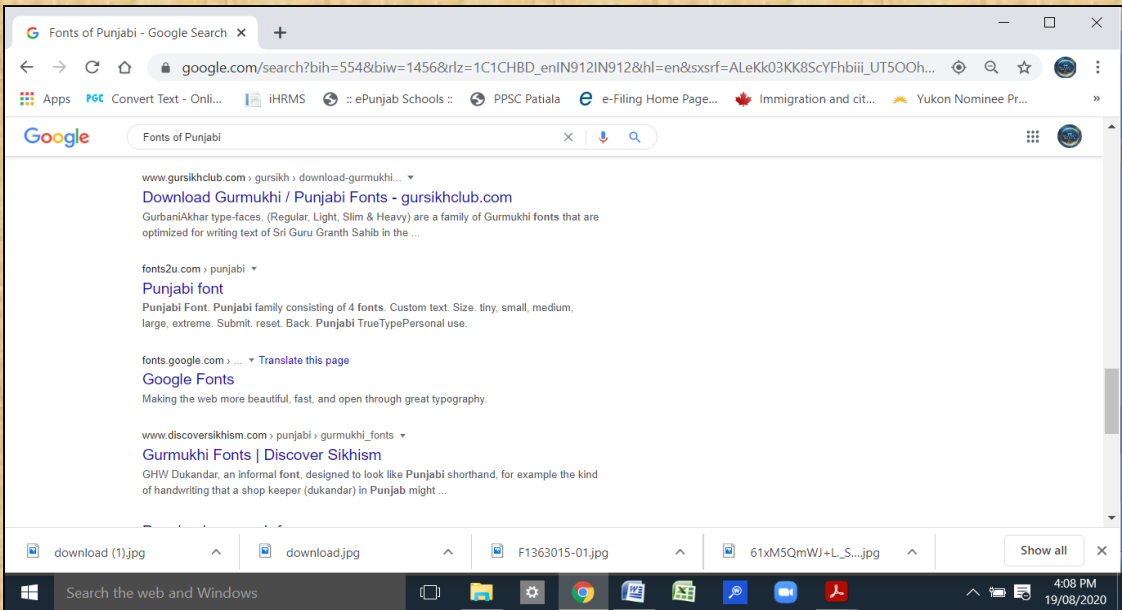 Fonts of Punjabi - Google Search
google.com/search?bih=554&biw=1456&rlz=1C1CHBD_enIN912IN912&hl=en&sxsrf=ALeKk03KK8ScYFhbiii_UT5OOh...
Apps PGC Convert Text - Onli... iHRMS :: ePunjab Schools :: PPSC Patiala e-Filing Home Page... Immigration and cit... Yukon Nominee Pr... »
Google Fonts of Punjabi
www.gursikhclub.com › gursikh › download-gurmukhi...
Download Gurmukhi / Punjabi Fonts - gursikhclub.com
GurbaniAkhar type-faces, (Regular, Light, Slim & Heavy) are a family of Gurmukhi fonts that are
optimized for writing text of Sri Guru Granth Sahib in the ...
fonts2u.com › punjabi
Punjabi font
Punjabi Font. Punjabi family consisting of 4 fonts. Custom text. Size. tiny, small, medium,
large, extreme. Submit. reset. Back. Punjabi TrueTypePersonal use.
fonts.google.com › ... Translate this page
Google Fonts
Making the web more beautiful, fast, and open through great typography.
www.discoversikhism.com › punjabi › gurmukhi_fonts
Gurmukhi Fonts | Discover Sikhism
GHW Dukandar, an informal font, designed to look like Punjabi shorthand, for example the kind
of handwriting that a shop keeper (dukandar) in Punjab might ...
download (1).jpg download.jpg F1363015-01.jpg 61xM5QmWJ+L._S....jpg Show all
Search the web and Windows 4:08 PM
19/08/2020